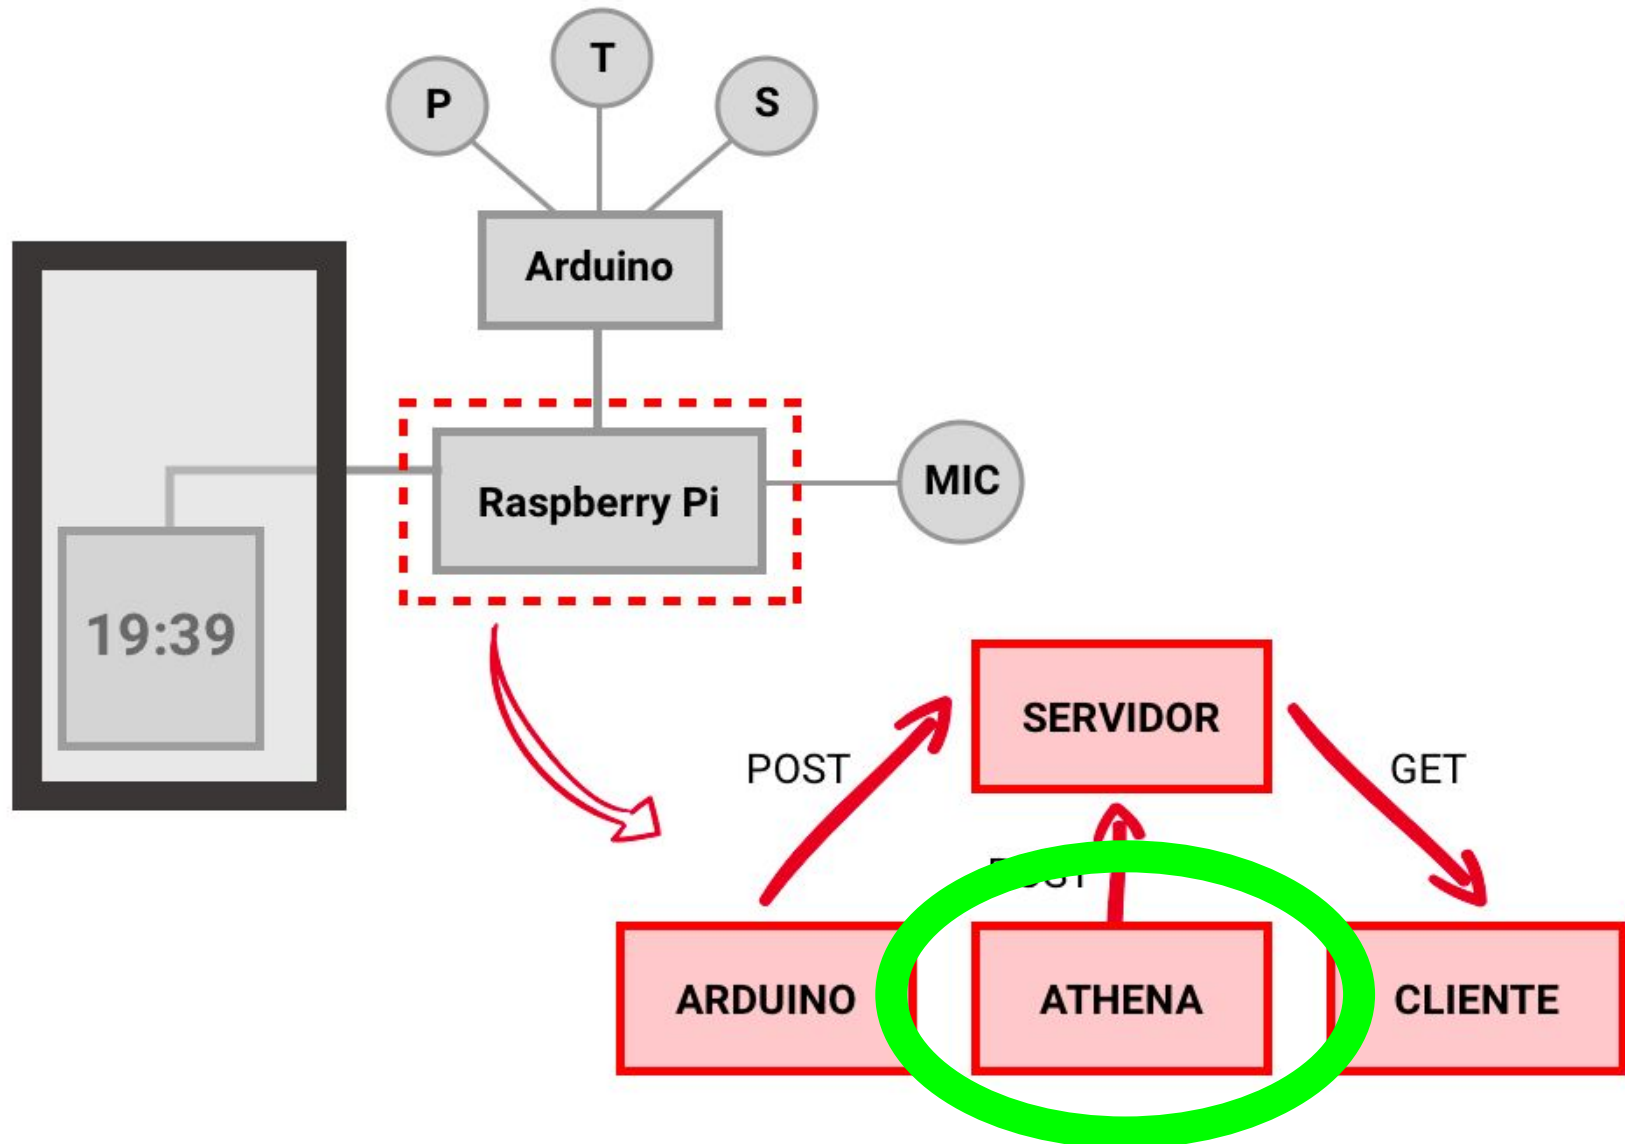 T
P
S
Arduino
Raspberry Pi
MIC
19:39
SERVIDOR
POST
GET
ARDUINO
ATHENA
CLIENTE